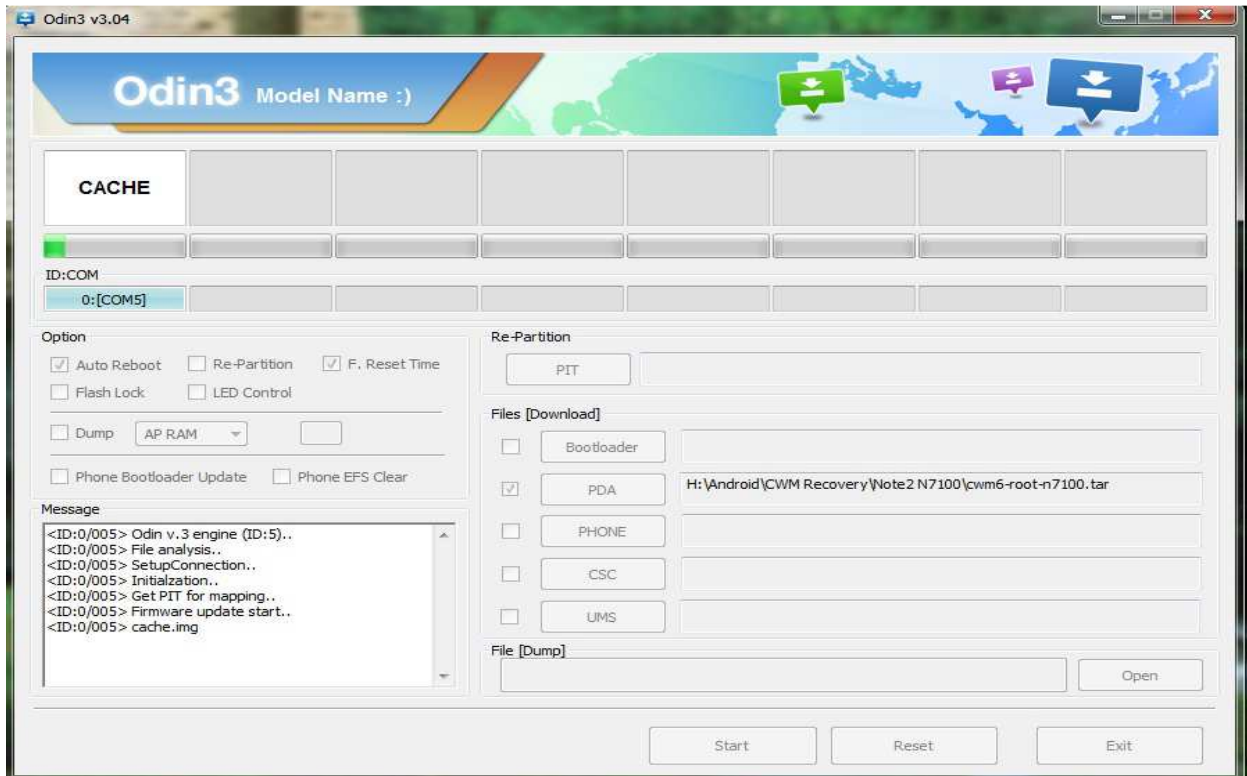 Odin3 v3.04
Odin3 Model Name :)
CACHE
ID:COM
0:[COM5]
Option
Auto Reboot Re-Partition F. Reset Time
Flash Lock LED Control
Dump AP RAM
Phone Bootloader Update Phone EFS Clear
Message
<ID:0/005> Odin v.3 engine (ID:5)..
<ID:0/005> File analysis..
<ID:0/005> SetupConnection..
<ID:0/005> Initialzation..
<ID:0/005> Get PIT for mapping..
<ID:0/005> Firmware update start..
<ID:0/005> cache.img
Re-Partition
PIT
Files [Download]
Bootloader
PDA H:\Android\CWM Recovery\Note2 N7100\cwm6-root-n7100.tar
PHONE
CSC
UMS
File [Dump]
Open
Start Reset Exit